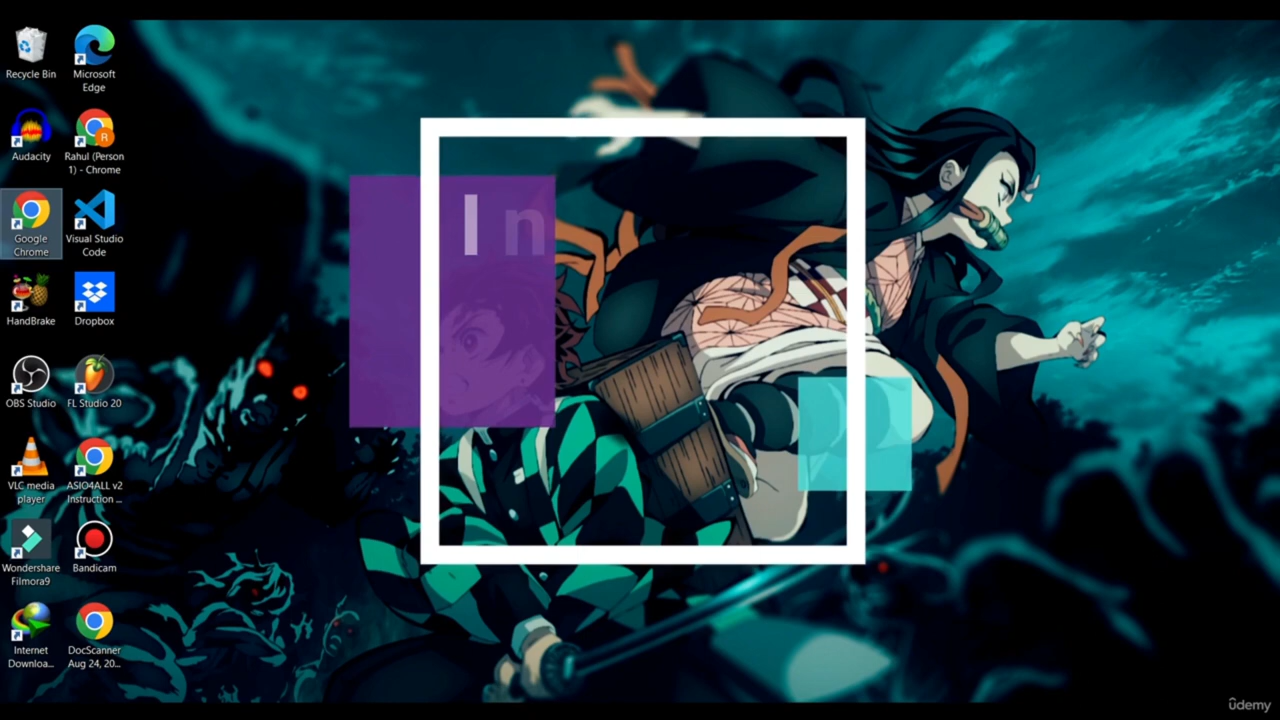 Recycle Bin
Microsoft
Edge
Audacity
Rahul (Person
1) - Chrome
Google
Chrome
Visual Studio
Code
HandBrake
Dropbox
OBS Studio
FL Studio 20
VLC media
player
ASIO4ALL v2
Instruction ...
Wondershare
Filmora9
Bandicam
Internet
Downloa...
DocScanner
Aug 24, 20...
In
R
ûdemy